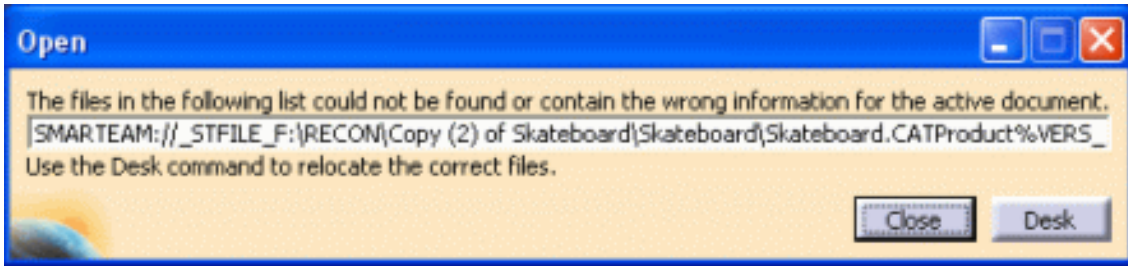 Open
The files in the following list could not be found or contain the wrong information for the active document.
SMARTEAM://_STFILE_F:\RECON\Copy (2) of Skateboard\Skateboard\Skateboard.CATProduct%VERS_
Use the Desk command to relocate the correct files.
Close Desk